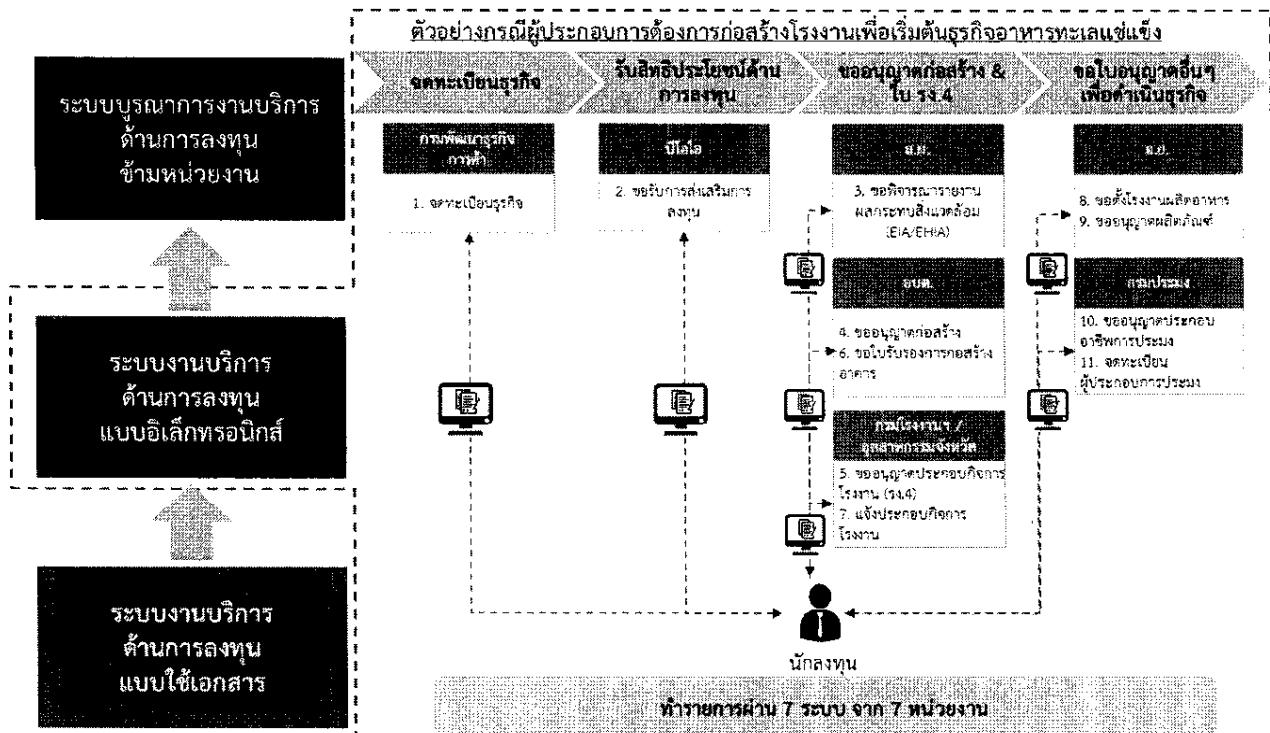 ตัวอย่างกรณีผู้ประกอบการต้องการก่อสร้างโรงงานเพื่อเริ่มต้นธุรกิจอาหารทะเลแช่แข็ง
จดทะเบียนธุรกิจ
รับสิทธิประโยชน์ด้าน
การลงทุน
ขออนุญาตก่อสร้าง &
ใบ รง.4
ขอใบอนุญาตอื่นๆ
เพื่อดำเนินธุรกิจ
ระบบบูรณาการงานบริการ
ด้านการลงทุน
ข้ามหน่วยงาน
ระบบงานบริการ
ด้านการลงทุน
แบบอิเล็กทรอนิกส์
ระบบงานบริการ
ด้านการลงทุน
แบบใช้เอกสาร
กรมพัฒนาธุรกิจ
การค้า
1. จดทะเบียนธุรกิจ
บีโอไอ
2. ขอรับการส่งเสริมการ
ลงทุน
3. ขอพิจารณารายงาน
ผลกระทบสิ่งแวดล้อม
(EIA/EHIA)
อบต.
4. ขออนุญาตก่อสร้าง
6. ขอใบรับรองการก่อสร้าง
อาคาร
กรมโรงงานฯ /
อุตสาหกรรมจังหวัด
5. ขออนุญาตประกอบกิจการ
โรงงาน (รง.4)
7. แจ้งประกอบกิจการ
โรงงาน
อ.ย.
8. ขอตั้งโรงงานผลิตอาหาร
9. ขออนุญาตผลิตภัณฑ์
กรมประมง
10. ขออนุญาตประกอบ
อาชีพการประมง
11. จดทะเบียน
ผู้ประกอบการประมง
นักลงทุน
ทำรายการผ่าน 7 ระบบ จาก 7 หน่วยงาน